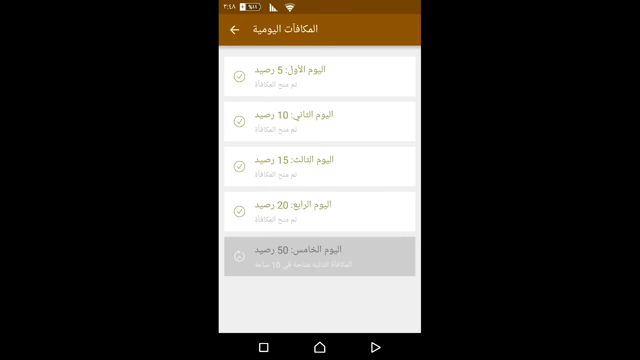 ٣:٤٨
المكافآت اليومية
اليوم الأول: 5 رصيد
تم منح المكافأة
اليوم الثاني: 10 رصيد
تم منح المكافأة
اليوم الثالث: 15 رصيد
تم منح المكافأة
اليوم الرابع: 20 رصيد
تم منح المكافأة
اليوم الخامس: 50 رصيد
المكافأة التالية متاحة في 10 ساعة